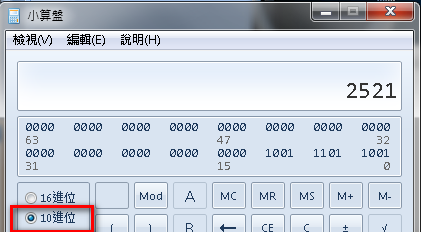 小算盤
檢視(V) 編輯(E) 說明(H)
2521
0000 0000 0000 0000 0000 0000 0000 0000
63 47 32
0000 0000 0000 0000 0000 1001 1101 1001
31 15 0
16進位 Mod A MC MR MS M+ M-
10進位 ( ) B ← CE C ± √